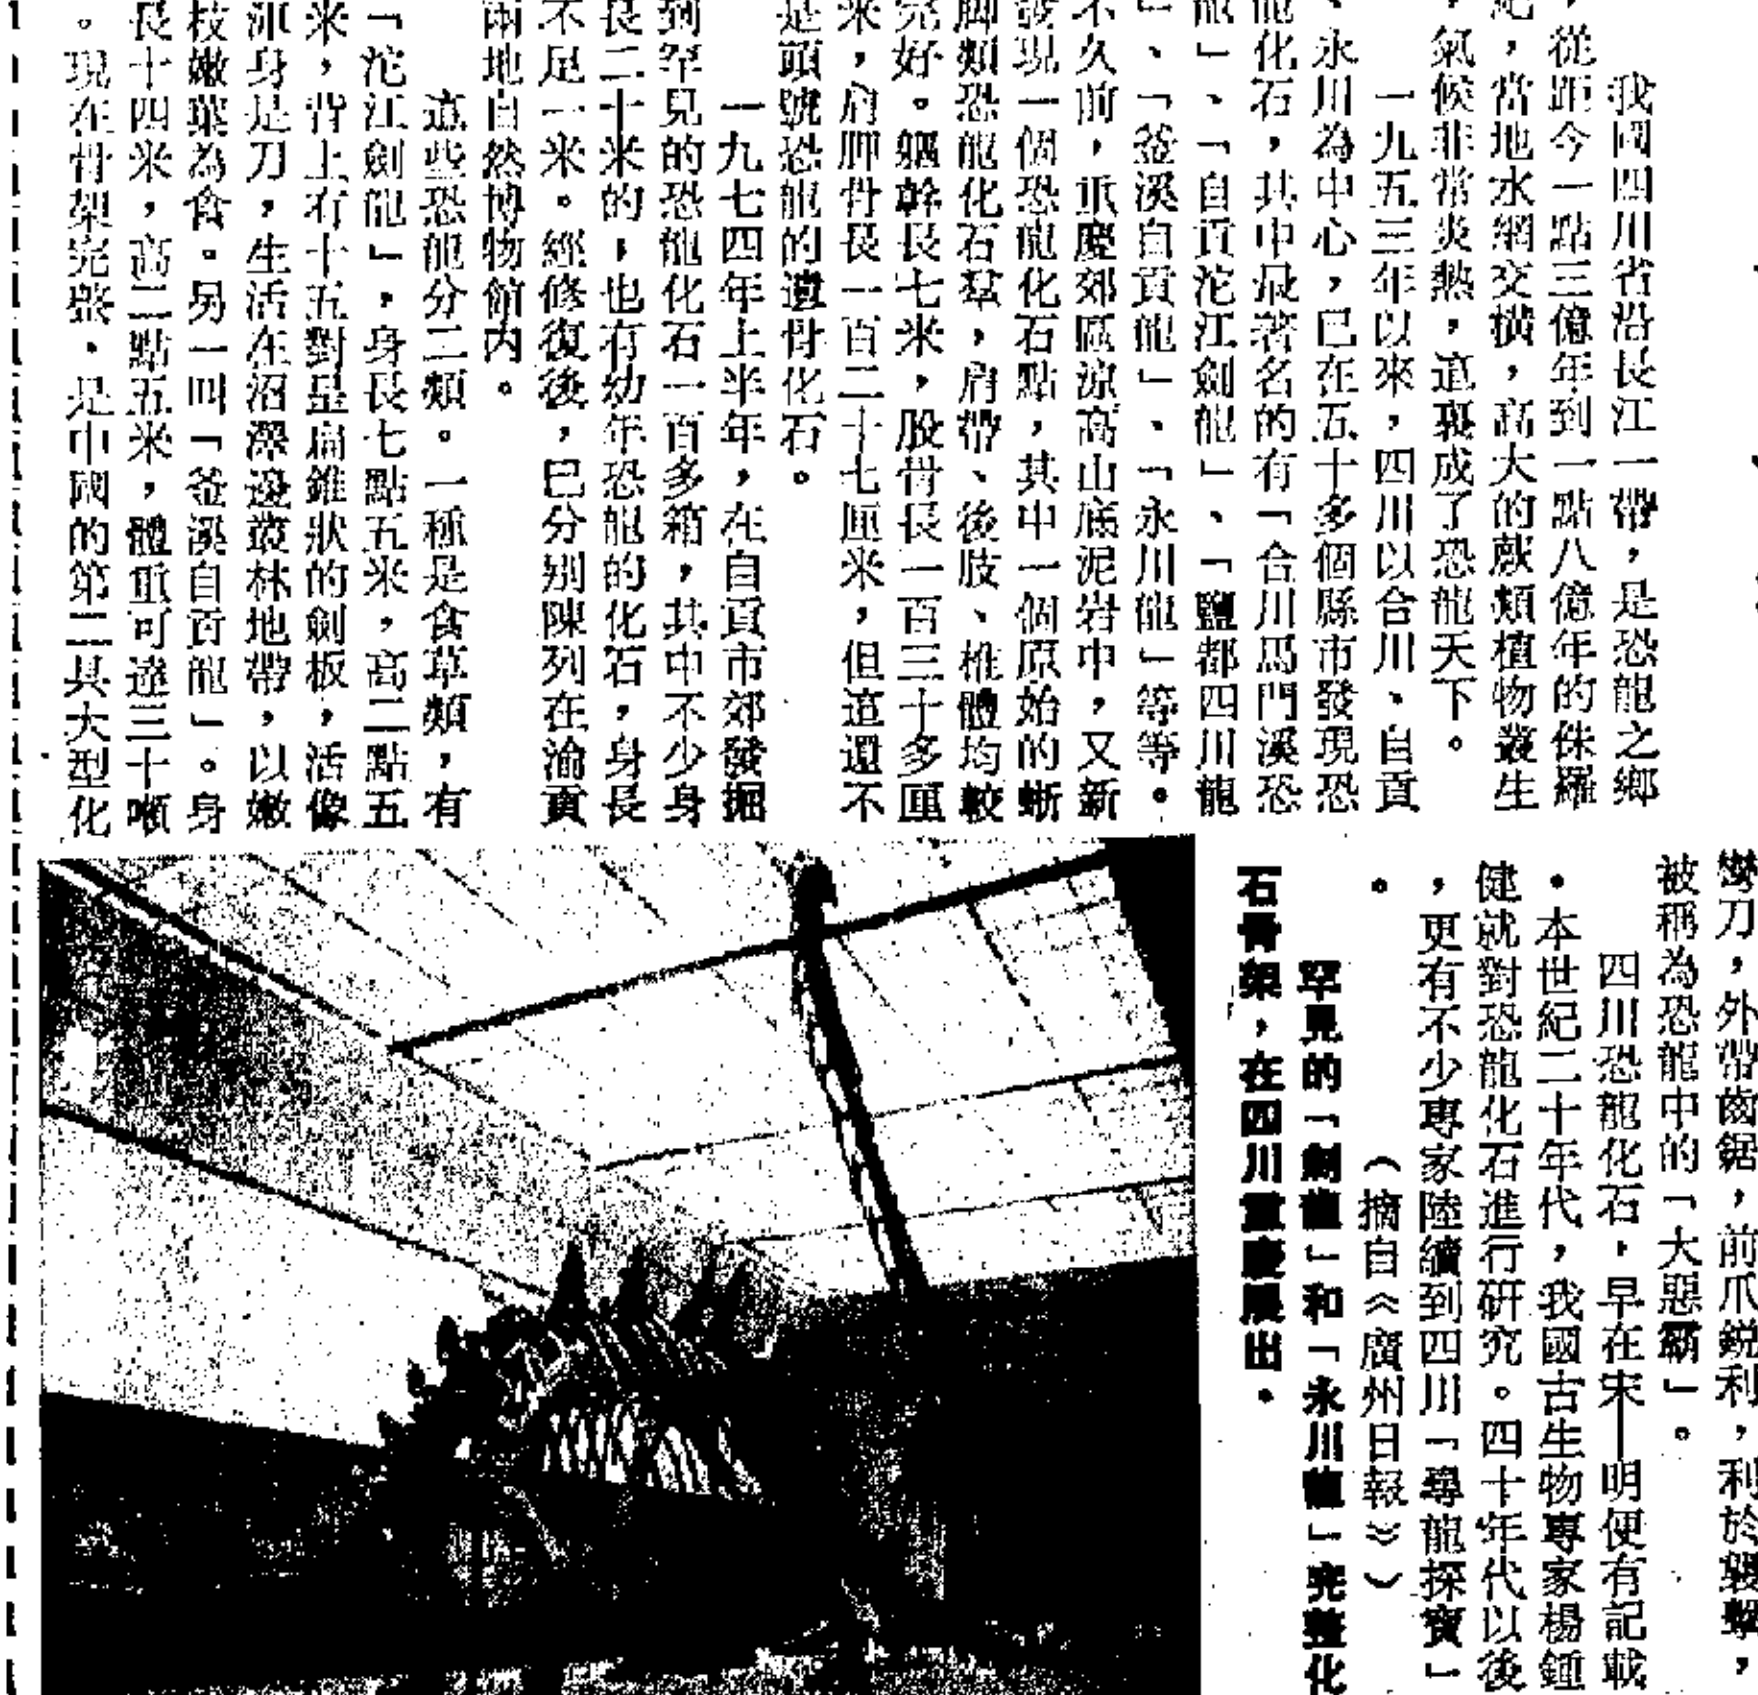 我國四川省沿長江一帶，是恐龍之鄉
，從距今一點三億年到一點八億年的侏羅
紀，當地水網交橫，高大的蕨類植物叢生
，氣候非常炎熱，這裏成了恐龍天下。
一九五三年以來，四川以合川、自貢
、永川為中心，已在五十多個縣市發現恐
龍化石，其中最著名的有「合川馬門溪恐
龍」、「自貢沱江劍龍」、「鹽都四川龍
」、「釜溪自貢龍」、「永川龍」等等。
不久前，重慶郊區涼高山底泥岩中，又新
發現一個恐龍化石點，其中一個原始的蜥
脚類恐龍化石羣，肩帶、後肢、椎體均較
完好。軀幹長七米，股骨長一百三十多厘
米，肩胛骨長一百二十七厘米，但這還不
是頭號恐龍的遺骨化石。
一九七四年上半年，在自貢市郊發掘
到罕見的恐龍化石一百多箱，其中不少身
長二十米的，也有幼年恐龍的化石，身長
不足一米。經修復後，已分别陳列在渝貢
兩地自然博物館内。
這些恐龍分二類。一種是食草類，有
「沱江劍龍」，身長七點五米，高二點五
米，背上有十五對呈扁錐狀的劍板，活像
渾身是刀，生活在沼澤邊叢林地帶，以嫩
枝嫩葉為食。另一叫「釜溪自貢龍」。身
長十四米，高二點五米，體重可達三十噸
。現在骨架完整，是中國的第二具大型化
彎刀，外帶齒鋸，前爪銳利，利於襲擊，
被稱為恐龍中的「大惡霸」。
四川恐龍化石，早在宋—明便有記載
。本世紀二十年代，我國古生物專家楊鍾
健就對恐龍化石進行研究。四十年代以後
，更有不少專家陸續到四川「尋龍探寶」
。
（摘自《廣州日報》）
罕見的「劍龍」和「永川龍」完整化
石骨架，在四川重慶展出。